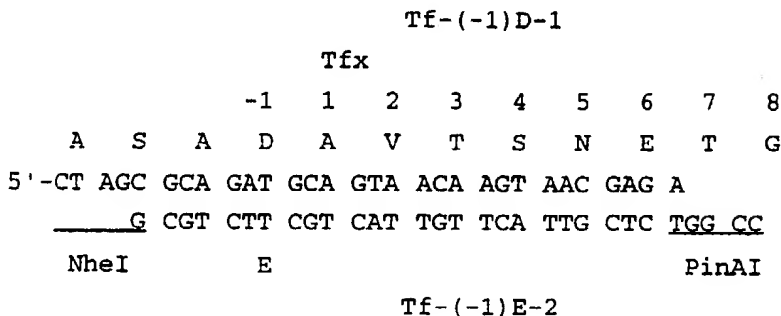 Tf-(-1)D-1
Tfx
-1 1 2 3 4 5 6 7 8
A S A D A V T S N E T G
5'-CT AGC GCA GAT GCA GTA ACA AGT AAC GAG A
G CGT CTT CGT CAT TGT TCA TTG CTC TGG CC
NheI E PinAI
Tf-(-1)E-2